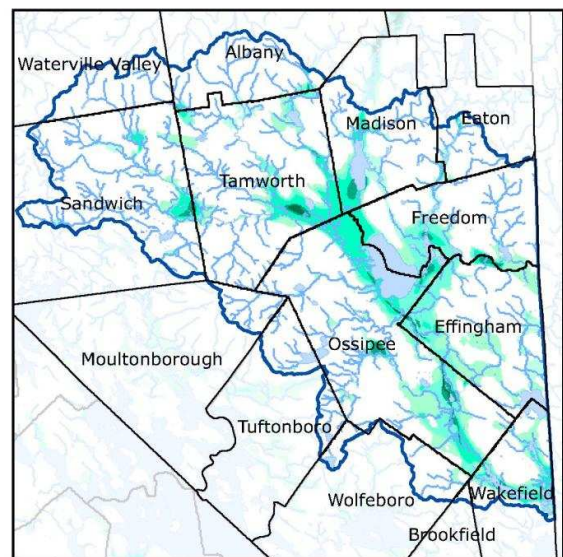 Albany
Waterville Valley
Madison
Eaton
Tamworth
Sandwich
Freedom
Effingham
Ossipee
Moultonborough
Tuftonboro
Wolfeboro
Wakefield
Brookfield